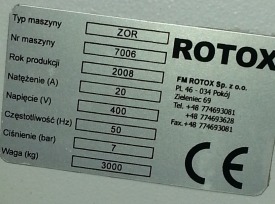 Typ maszyny ZOR
Nr maszyny 7006
Rok produkcji 2008
Natężenie (A) 20
Napięcie (V) 400
Częstotliwość (Hz) 50
Ciśnienie (bar) 7
Waga (kg) 3000
ROTOX
FM ROTOX Sp. z o.o.
PL 46 - 034 Pokój
Zieleniec 69
Tel. +48 774693081
+48 774693628
Fax. +48 774693081
CE